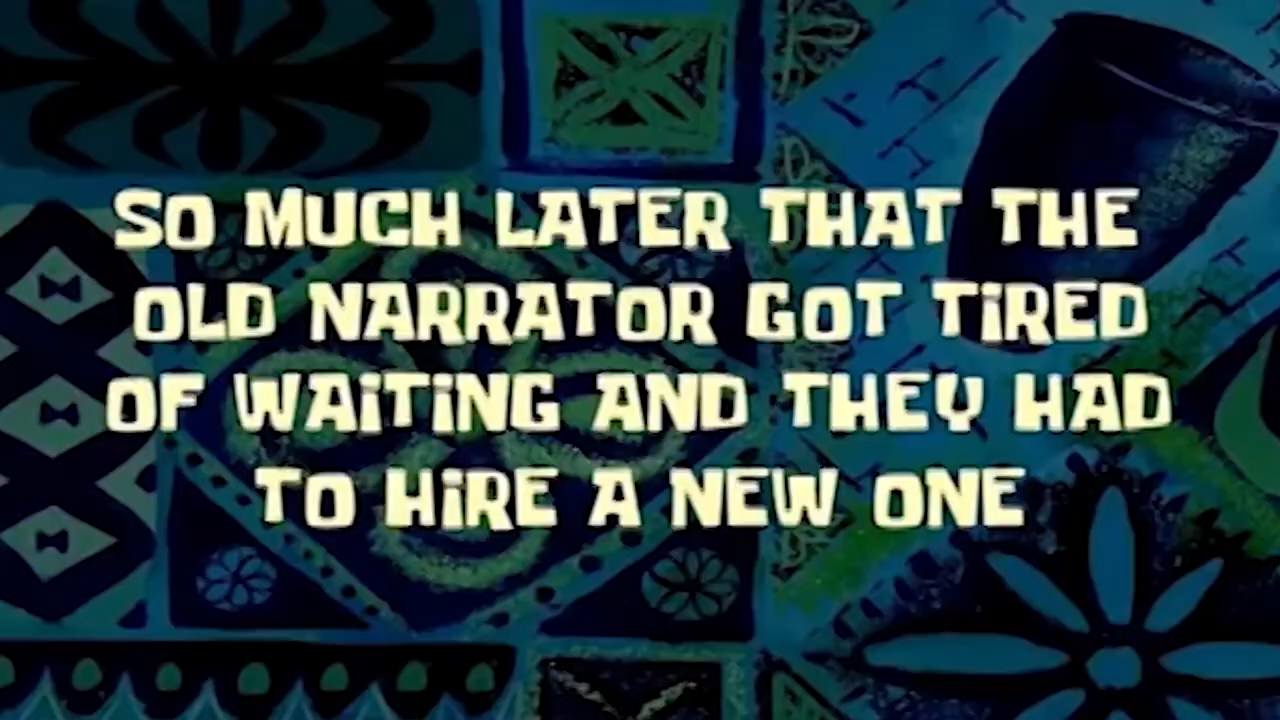 SO MUCH LATER THAT THE
OLD NARRATOR GOT TiRED
OF WAiTiNG AND THEY HAD
TO HiRE A NEW ONE